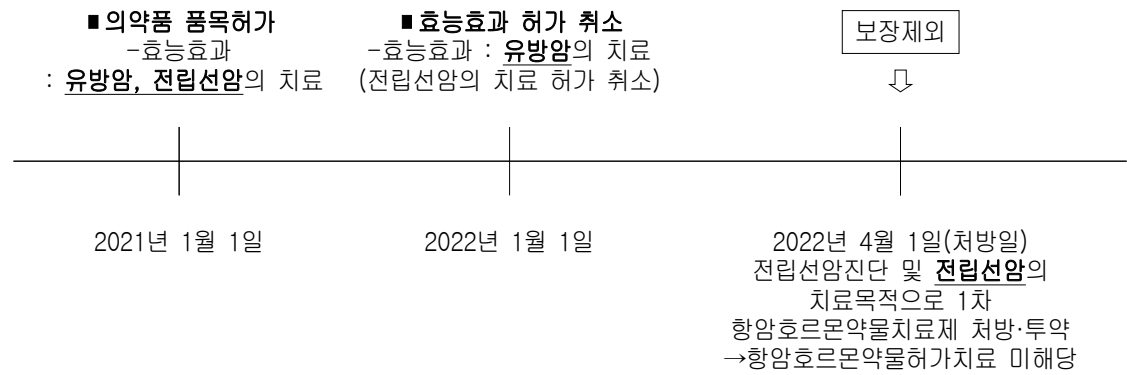 ■의약품 품목허가
-효능효과
: 유방암, 전립선암의 치료
■효능효과 허가 취소
-효능효과 : 유방암의 치료
(전립선암의 치료 허가 취소)
보장제외
⇩
2021년 1월 1일
2022년 1월 1일
2022년 4월 1일(처방일)
전립선암진단 및 전립선암의
치료목적으로 1차
항암호르몬약물치료제 처방·투약
→항암호르몬약물허가치료 미해당